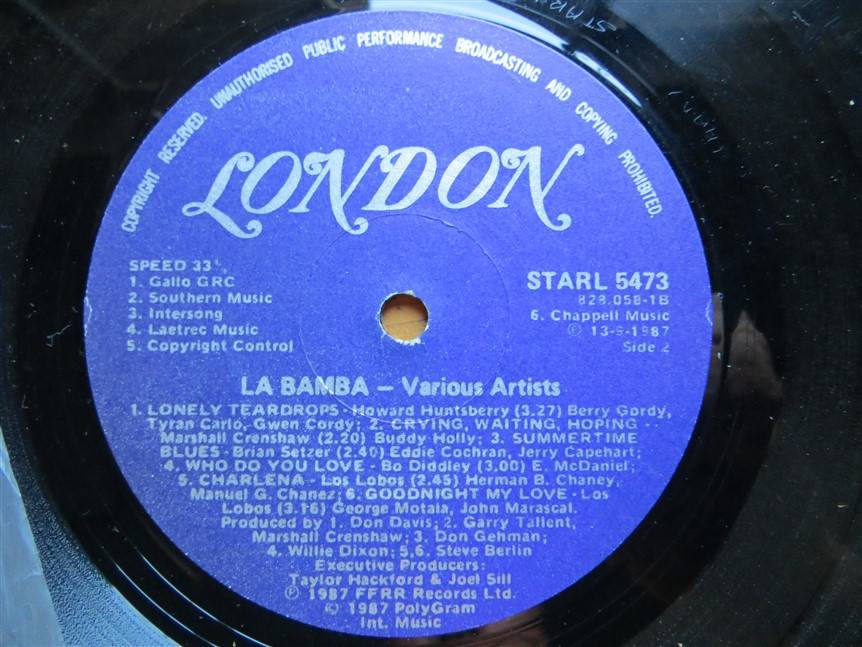 COPYRIGHT RESERVED. UNAUTHORISED PUBLIC PERFORMANCE BROADCASTING AND COPYING PROHIBITED.
LONDON
SPEED 33⅓
1. Gallo GRC
2. Southern Music
3. Intersong
4. Laetrec Music
5. Copyright Control
STARL 5473
828.058-1B
6. Chappell Music
℗ 13-9-1987
Side 2
LA BAMBA – Various Artists
1. LONELY TEARDROPS - Howard Huntsberry (3.27) Berry Gordy,
Tyran Carlo, Gwen Cordy; 2. CRYING, WAITING, HOPING -
Marshall Crenshaw (2.20) Buddy Holly; 3. SUMMERTIME
BLUES - Brian Setzer (2.40) Eddie Cochran, Jerry Capehart;
4. WHO DO YOU LOVE - Bo Diddley (3.00) E. McDaniel;
5. CHARLENA - Los Lobos (2.45) Herman B. Chaney,
Manuel G. Chanez; 6. GOODNIGHT MY LOVE - Los
Lobos (3.16) George Motala, John Marascal.
Produced by 1. Don Davis; 2. Garry Tallent,
Marshall Crenshaw; 3. Don Gehman;
4. Willie Dixon; 5,6. Steve Berlin
Executive Producers:
Taylor Hackford & Joel Sill
℗ 1987 FFRR Records Ltd.
© 1987 PolyGram
Int. Music